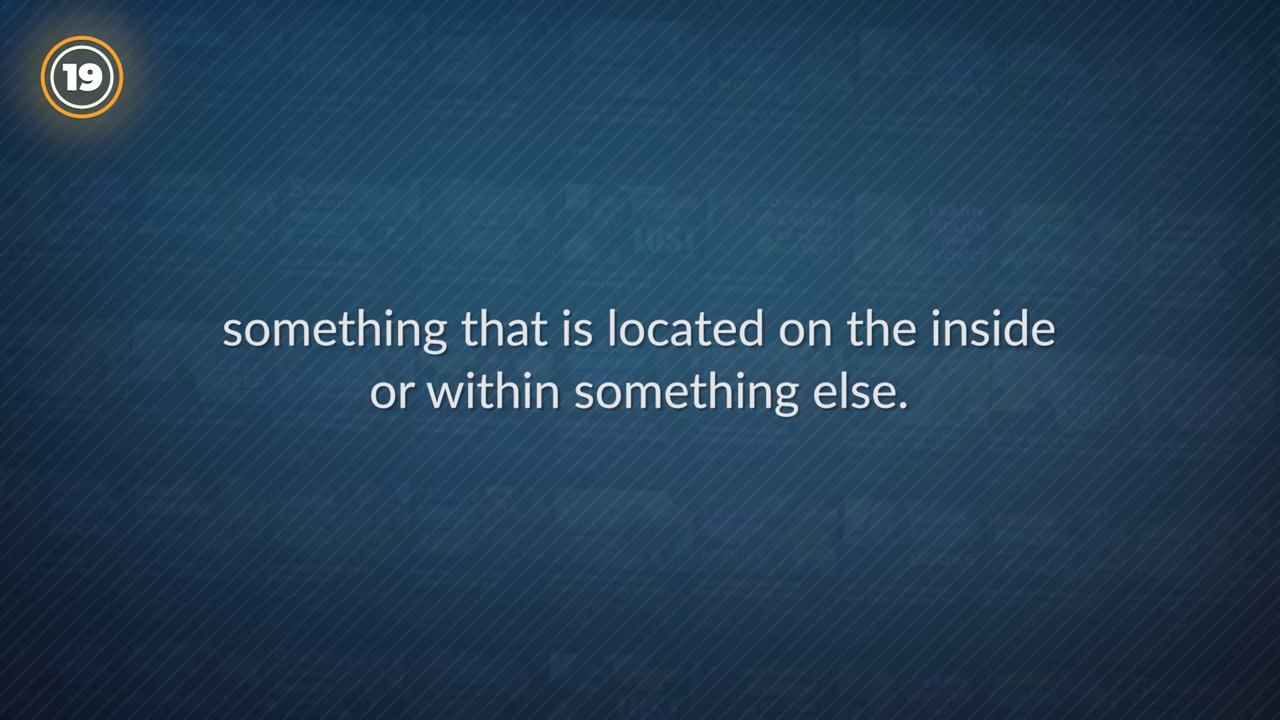 19
something that is located on the inside
or within something else.